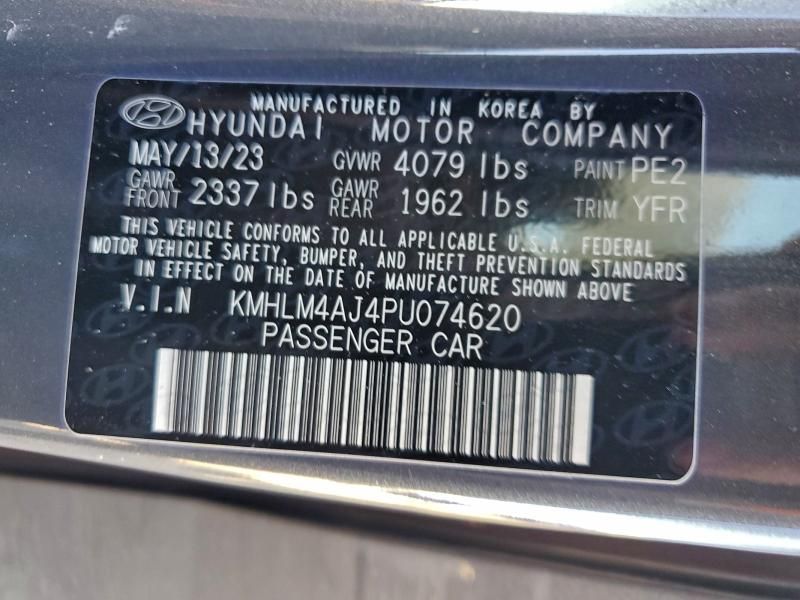 MANUFACTURED IN KOREA BY
HYUNDAI MOTOR COMPANY
MAY/13/23 GVWR 4079 lbs PAINT PE2
GAWR FRONT 2337 lbs GAWR REAR 1962 lbs TRIM YFR
THIS VEHICLE CONFORMS TO ALL APPLICABLE U.S.A. FEDERAL
MOTOR VEHICLE SAFETY, BUMPER, AND THEFT PREVENTION STANDARDS
IN EFFECT ON THE DATE OF MANUFACTURE SHOWN ABOVE
V.I.N KMHLM4AJ4PU074620
PASSENGER CAR